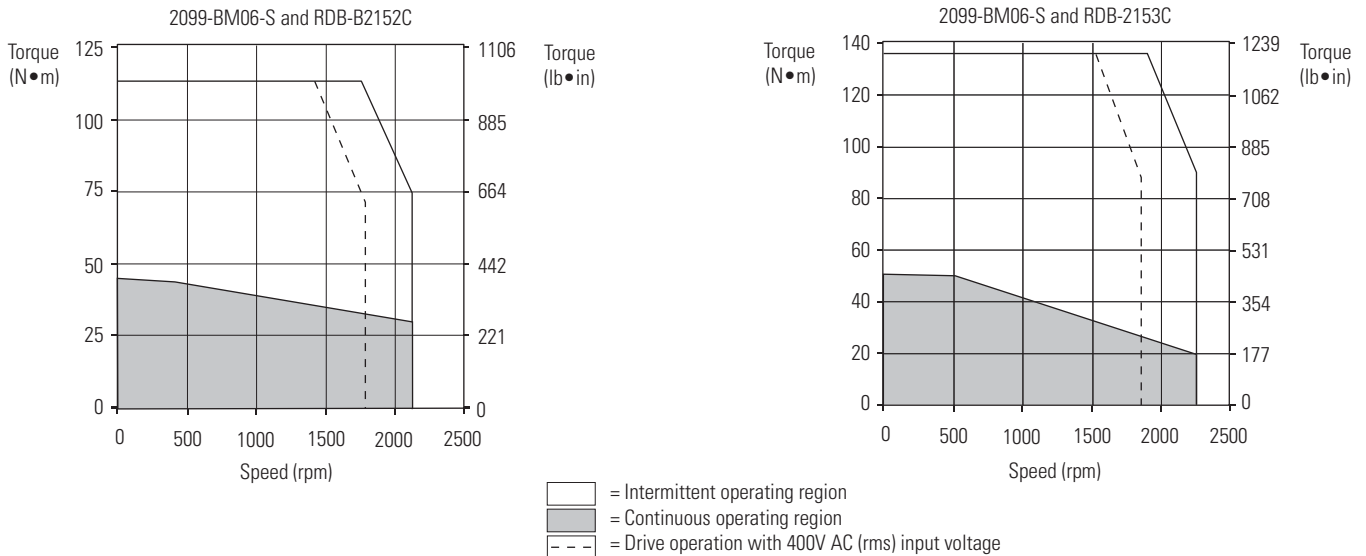 2099-BM06-S and RDB-B2152C
Torque
(N•m)
125
100
75
50
25
0
1106
885
664
442
221
0
Torque
(lb•in)
0 500 1000 1500 2000 2500
Speed (rpm)
2099-BM06-S and RDB-2153C
Torque
(N•m)
140
120
100
80
60
40
20
0
1239
1062
885
708
531
354
177
0
Torque
(lb•in)
0 500 1000 1500 2000 2500
Speed (rpm)
= Intermittent operating region
= Continuous operating region
= Drive operation with 400V AC (rms) input voltage